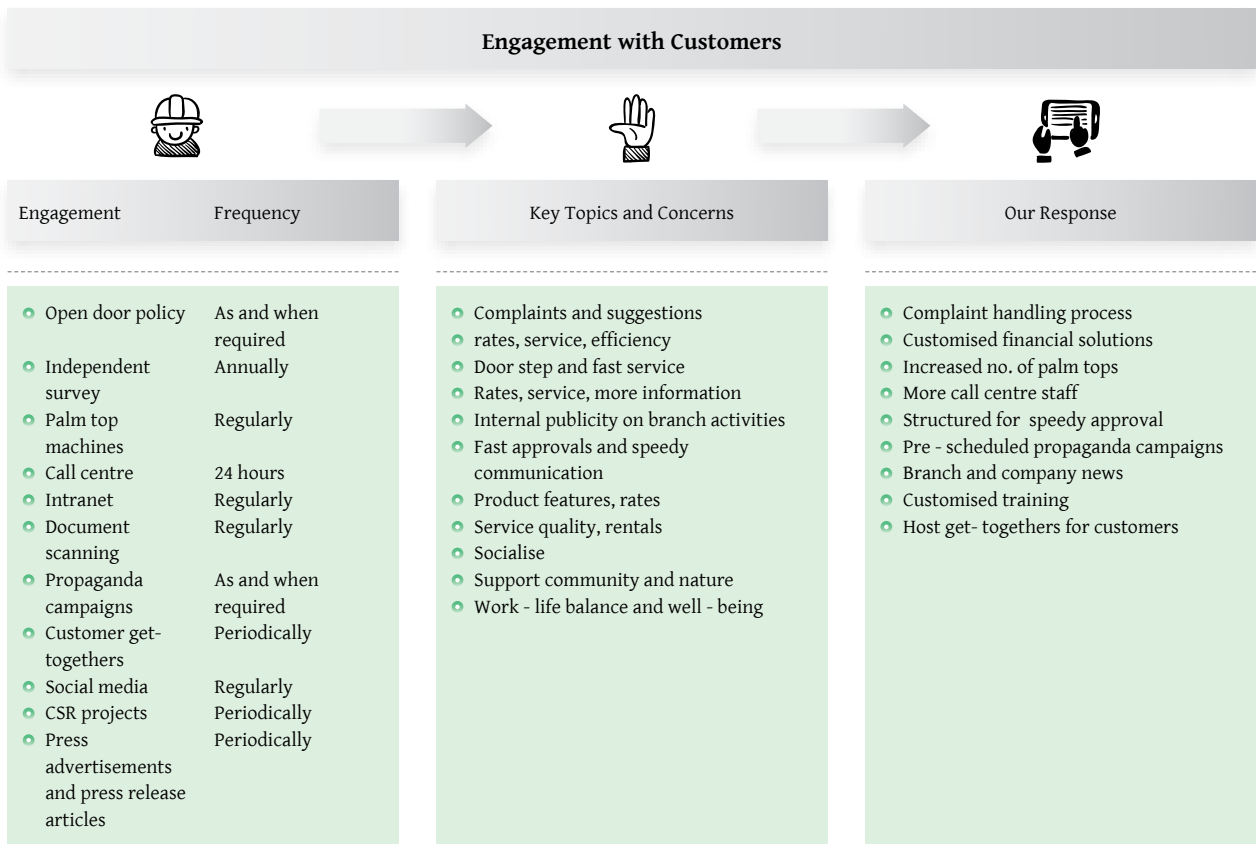 Engagement with Customers
Engagement Frequency
Open door policy As and when
required
Independent Annually
survey
Palm top Regularly
machines
Call centre 24 hours
Intranet Regularly
Document Regularly
scanning
Propaganda As and when
campaigns required
Customer get- Periodically
togethers
Social media Regularly
CSR projects Periodically
Press Periodically
advertisements
and press release
articles
Key Topics and Concerns
Complaints and suggestions
rates, service, efficiency
Door step and fast service
Rates, service, more information
Internal publicity on branch activities
Fast approvals and speedy
communication
Product features, rates
Service quality, rentals
Socialise
Support community and nature
Work - life balance and well - being
Our Response
Complaint handling process
Customised financial solutions
Increased no. of palm tops
More call centre staff
Structured for  speedy approval
Pre - scheduled propaganda campaigns
Branch and company news
Customised training
Host get- togethers for customers